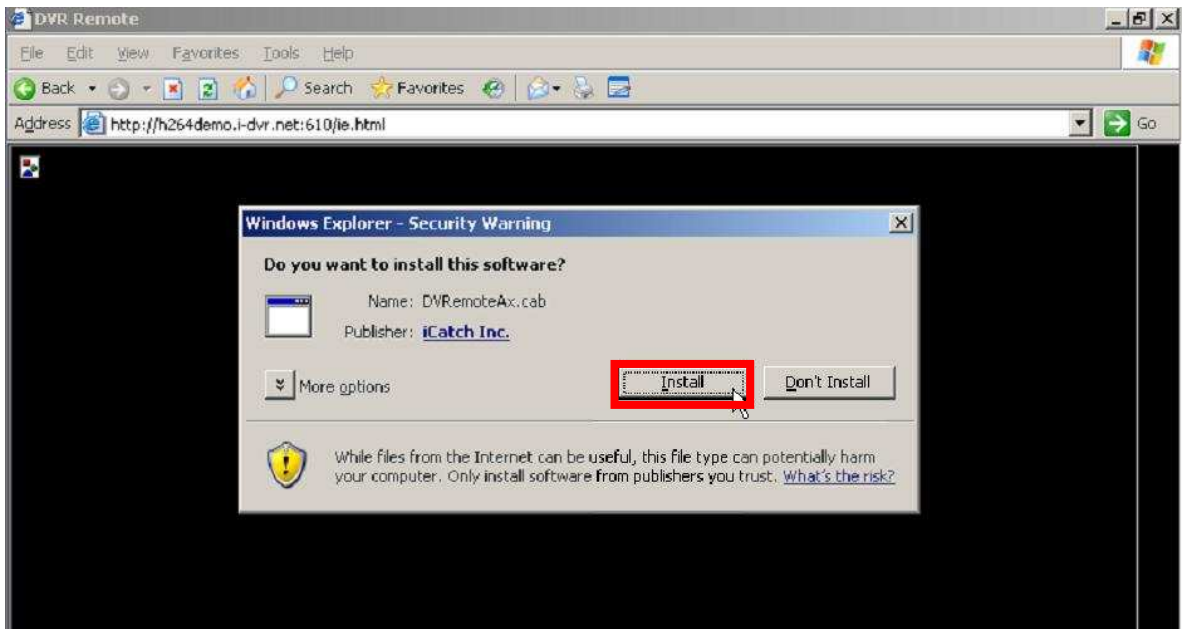 DVR Remote
File Edit View Favorites Tools Help
Back Search Favorites
Address http://h264demo.i-dvr.net:610/ie.html Go
Windows Explorer - Security Warning
Do you want to install this software?
Name: DVRemoteAx.cab
Publisher: iCatch Inc.
More options Install Don't Install
While files from the Internet can be useful, this file type can potentially harm
your computer. Only install software from publishers you trust. What's the risk?